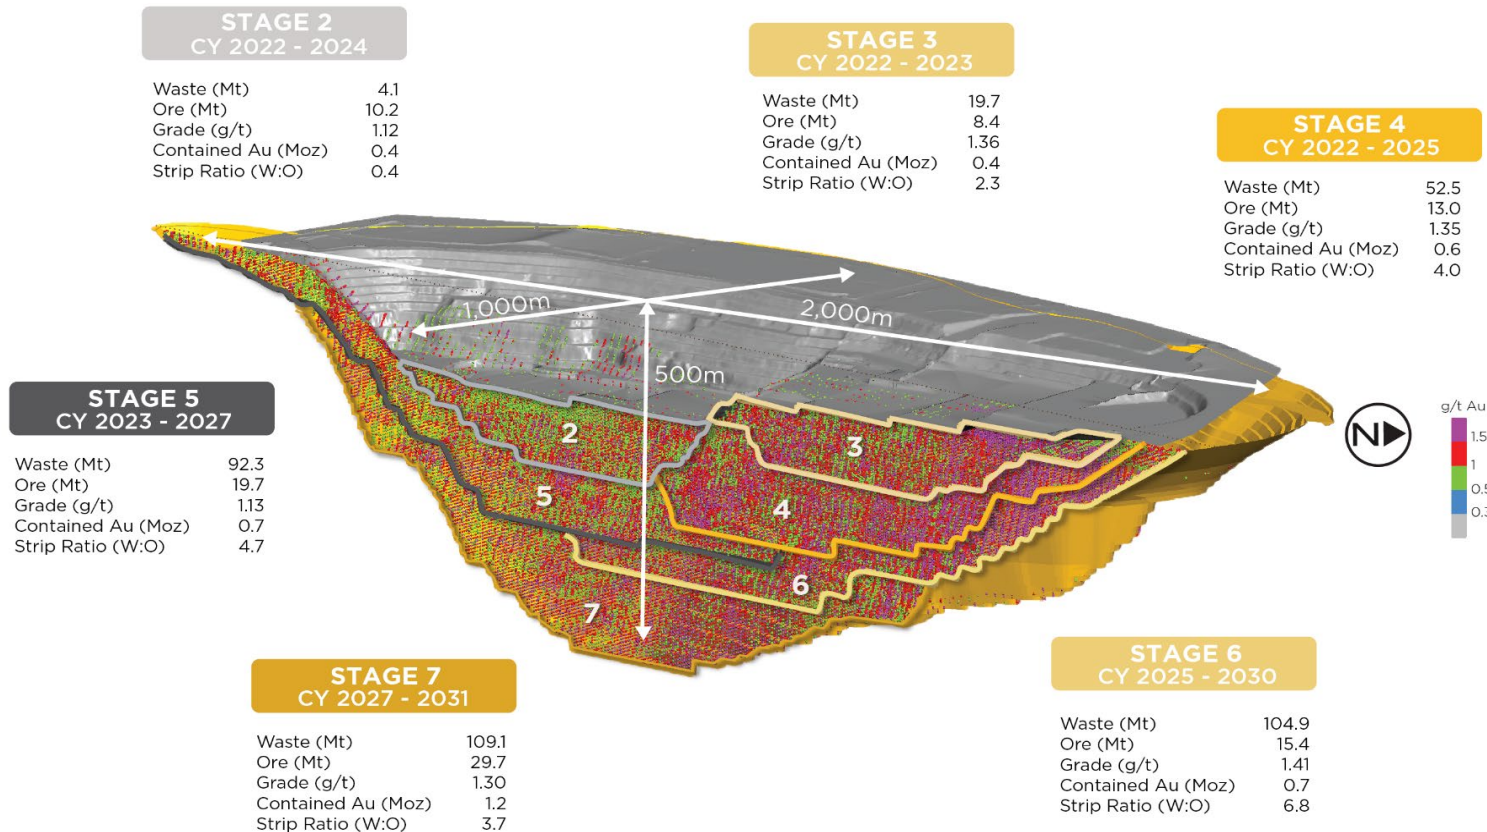 STAGE 2
CY 2022 - 2024
Waste (Mt) 4.1
Ore (Mt) 10.2
Grade (g/t) 1.12
Contained Au (Moz) 0.4
Strip Ratio (W:O) 0.4
STAGE 3
CY 2022 - 2023
Waste (Mt) 19.7
Ore (Mt) 8.4
Grade (g/t) 1.36
Contained Au (Moz) 0.4
Strip Ratio (W:O) 2.3
STAGE 4
CY 2022 - 2025
Waste (Mt) 52.5
Ore (Mt) 13.0
Grade (g/t) 1.35
Contained Au (Moz) 0.6
Strip Ratio (W:O) 4.0
1,000m
2,000m
500m
STAGE 5
CY 2023 - 2027
Waste (Mt) 92.3
Ore (Mt) 19.7
Grade (g/t) 1.13
Contained Au (Moz) 0.7
Strip Ratio (W:O) 4.7
2
3
5
4
6
7
N
g/t Au
1.5
1
0.5
0.3
STAGE 7
CY 2027 - 2031
Waste (Mt) 109.1
Ore (Mt) 29.7
Grade (g/t) 1.30
Contained Au (Moz) 1.2
Strip Ratio (W:O) 3.7
STAGE 6
CY 2025 - 2030
Waste (Mt) 104.9
Ore (Mt) 15.4
Grade (g/t) 1.41
Contained Au (Moz) 0.7
Strip Ratio (W:O) 6.8